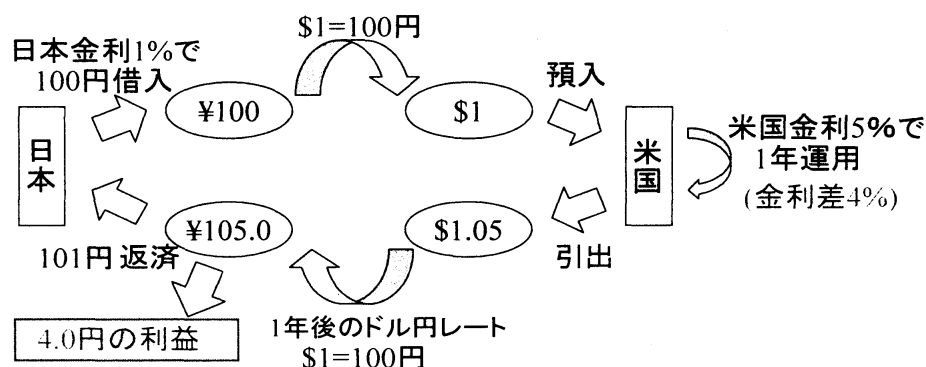 $1=100円
日本金利1%で
100円借入
¥100
$1
預入
日本
米国
米国金利5%で
1年運用
(金利差4%)
¥105.0
$1.05
101円返済
引出
4.0円の利益
1年後のドル円レート
$1=100円